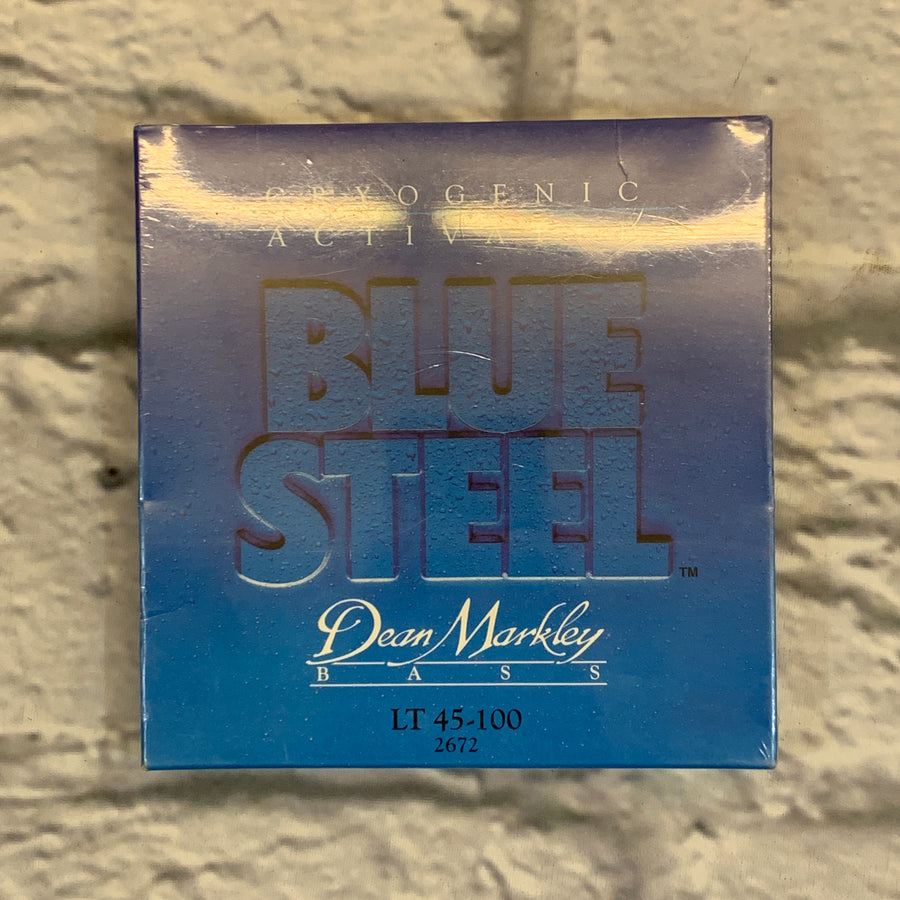 CRYOGENIC
BLUE
STEEL™
Dean Markley
BASS
LT 45-100
2672